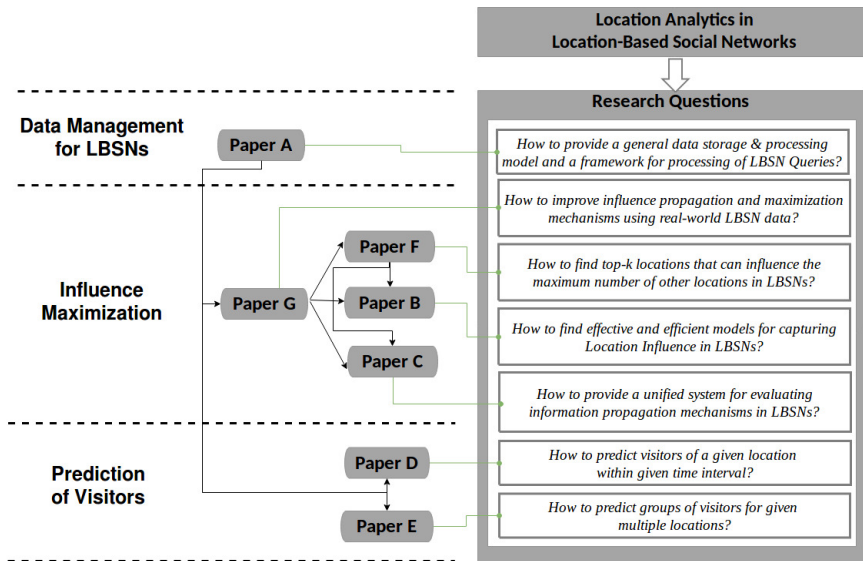 Location Analytics in
Location-Based Social Networks
Research Questions
Data Management
for LBSNs
Paper A
How to provide a general data storage & processing
model and a framework for processing of LBSN Queries?
Influence
Maximization
Paper G
Paper F
Paper B
Paper C
How to improve influence propagation and maximization
mechanisms using real-world LBSN data?
How to find top-k locations that can influence the
maximum number of other locations in LBSNs?
How to find effective and efficient models for capturing
Location Influence in LBSNs?
How to provide a unified system for evaluating
information propagation mechanisms in LBSNs?
Prediction
of Visitors
Paper D
Paper E
How to predict visitors of a given location
within given time interval?
How to predict groups of visitors for given
multiple locations?